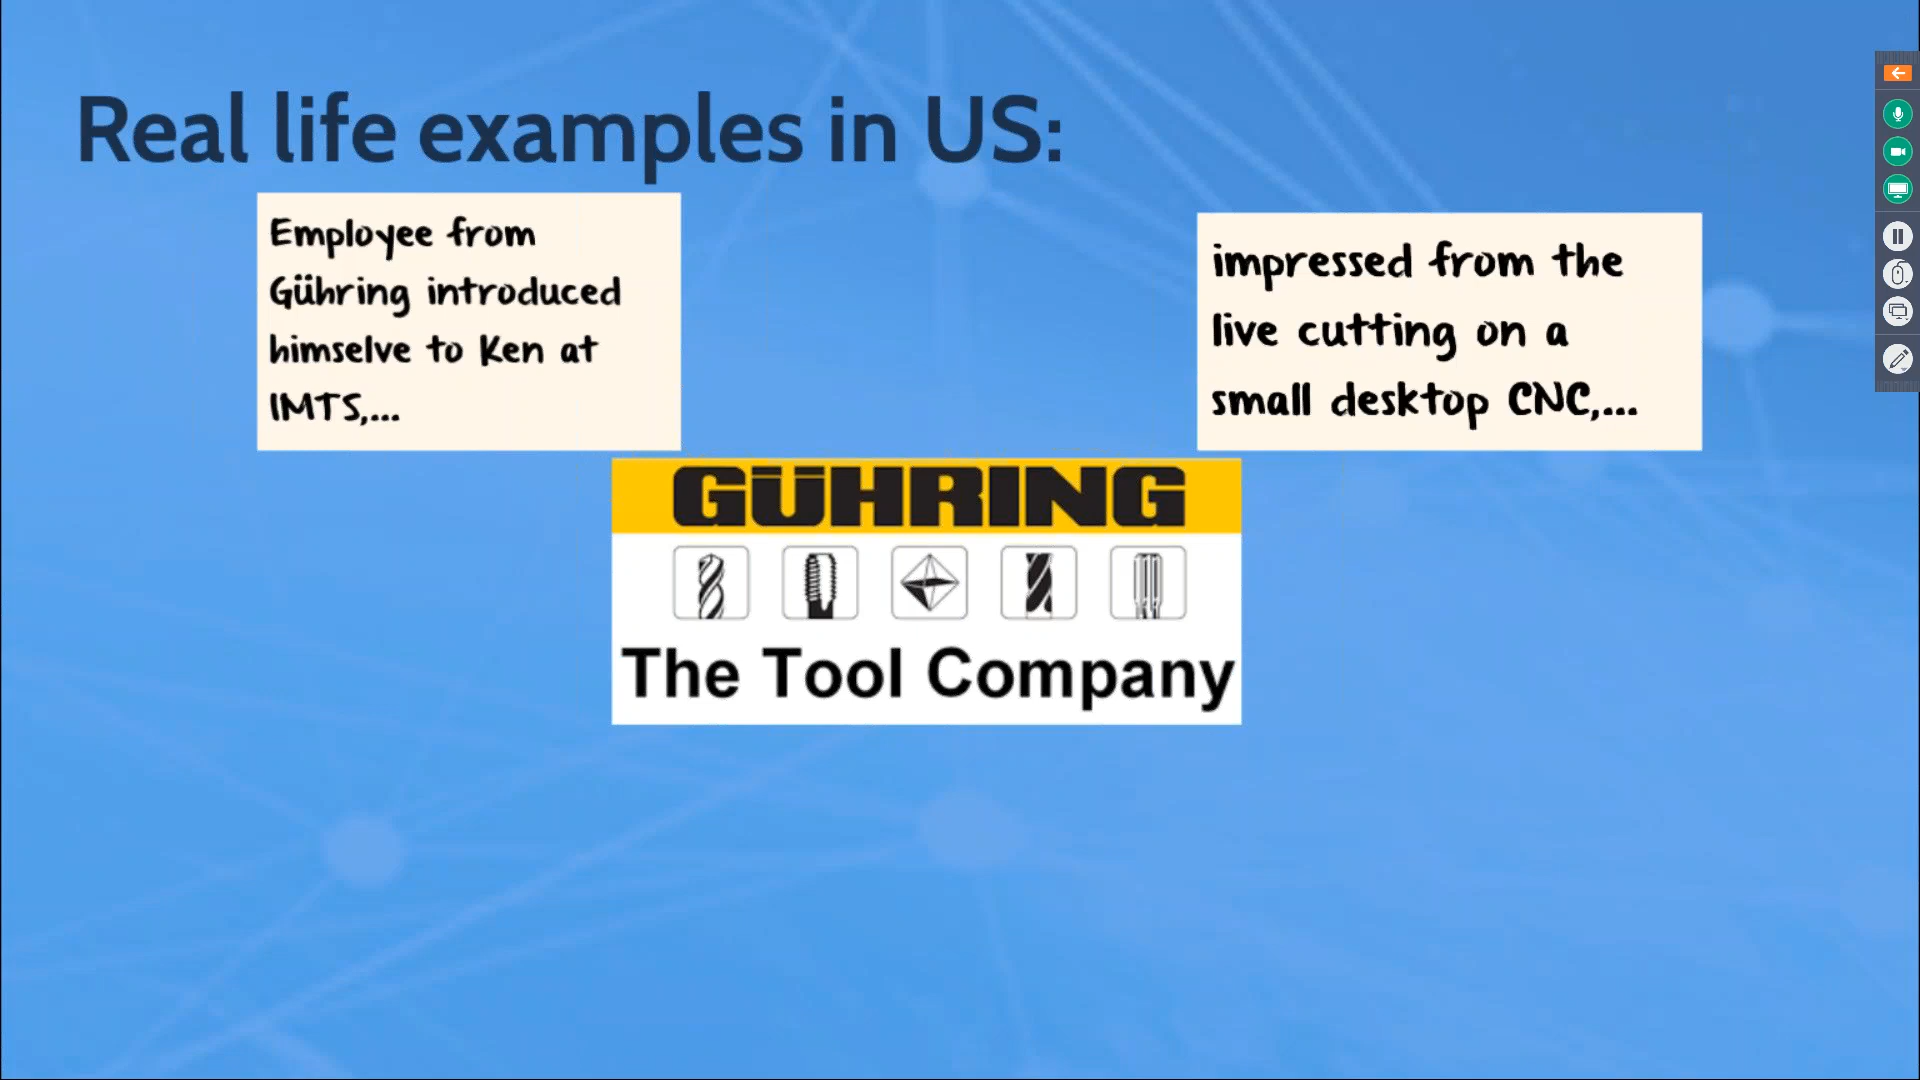 Real life examples in US:
Employee from
Gühring introduced
himselve to Ken at
IMTS,...
impressed from the
live cutting on a
small desktop CNC,...
GÜHRING
The Tool Company